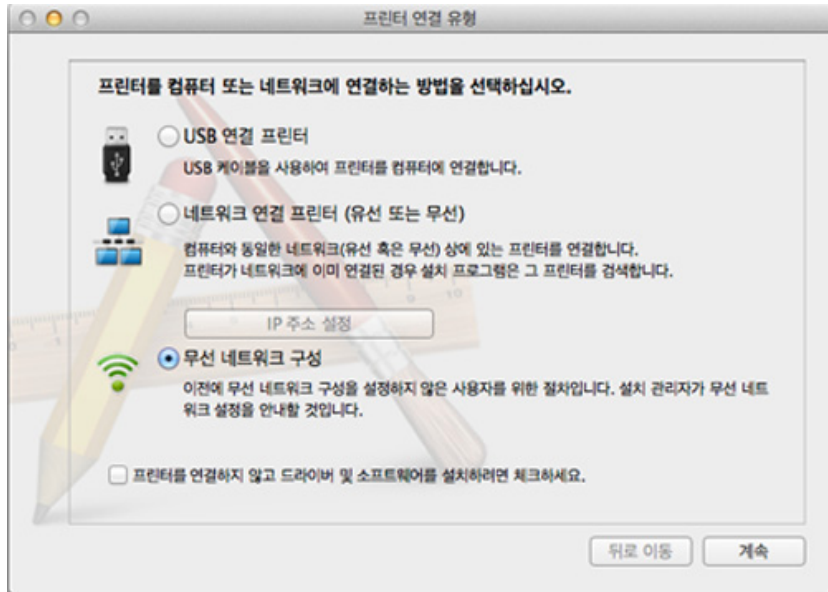 프린터 연결 유형
프린터를 컴퓨터 또는 네트워크에 연결하는 방법을 선택하십시오.
USB 연결 프린터
USB 케이블을 사용하여 프린터를 컴퓨터에 연결합니다.
네트워크 연결 프린터 (유선 또는 무선)
컴퓨터와 동일한 네트워크(유선 혹은 무선) 상에 있는 프린터를 연결합니다.
프린터가 네트워크에 이미 연결된 경우 설치 프로그램은 그 프린터를 검색합니다.
IP 주소 설정
무선 네트워크 구성
이전에 무선 네트워크 구성을 설정하지 않은 사용자를 위한 절차입니다. 설치 관리자가 무선 네트
워크 설정을 안내할 것입니다.
프린터를 연결하지 않고 드라이버 및 소프트웨어를 설치하려면 체크하세요.
뒤로 이동
계속